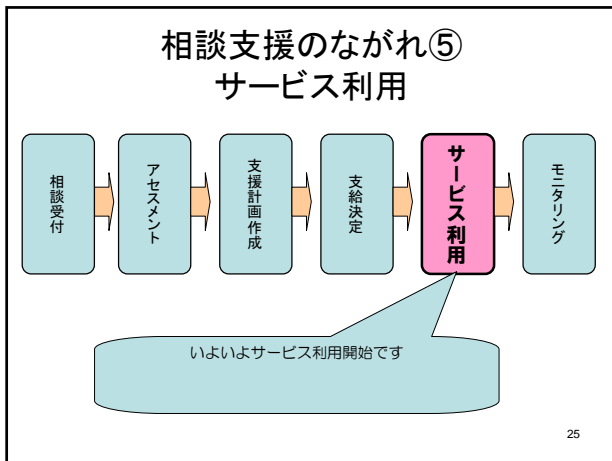 相談支援のながれ⑤
サービス利用
相談受付
アセスメント
支援計画作成
支給決定
サービス利用
モニタリング
いよいよサービス利用開始です
25